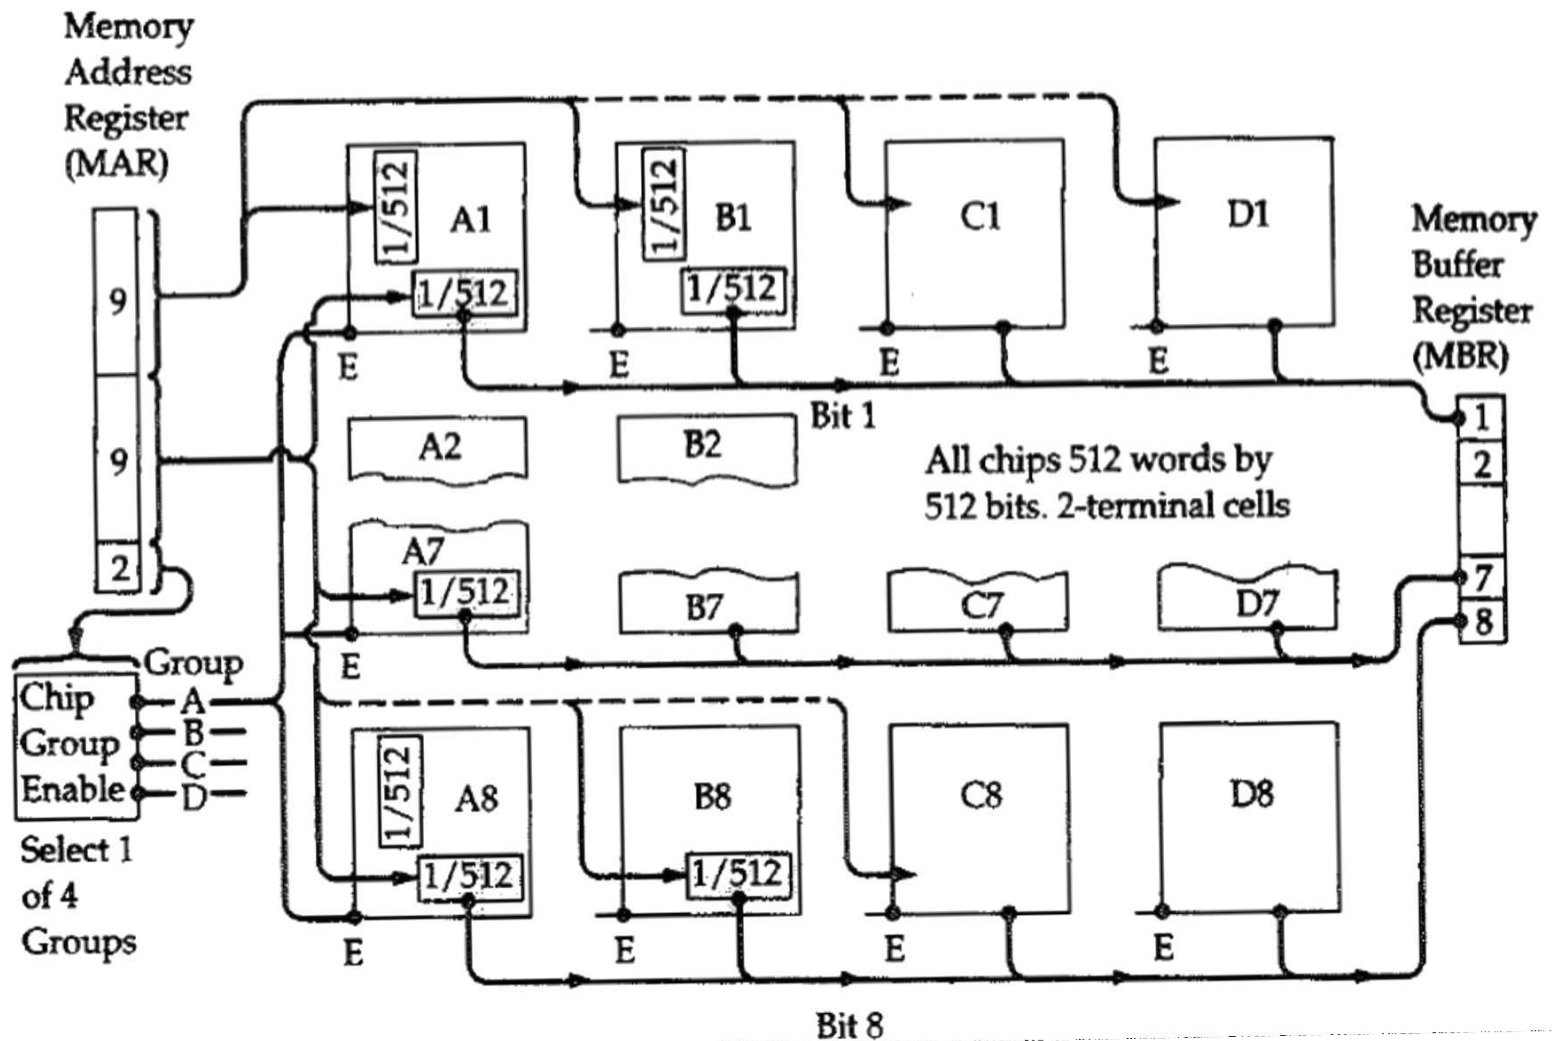 Memory
Address
Register
(MAR)
9
9
2
1/512
A1
1/512
E
1/512
B1
1/512
E
C1
E
D1
E
Memory
Buffer
Register
(MBR)
Bit 1
1
2
7
8
A2
B2
All chips 512 words by
512 bits. 2-terminal cells
A7
1/512
E
B7
C7
D7
Group
Chip
Group
Enable
A
B
C
D
Select 1
of 4
Groups
1/512
A8
1/512
E
B8
1/512
E
C8
E
D8
E
Bit 8